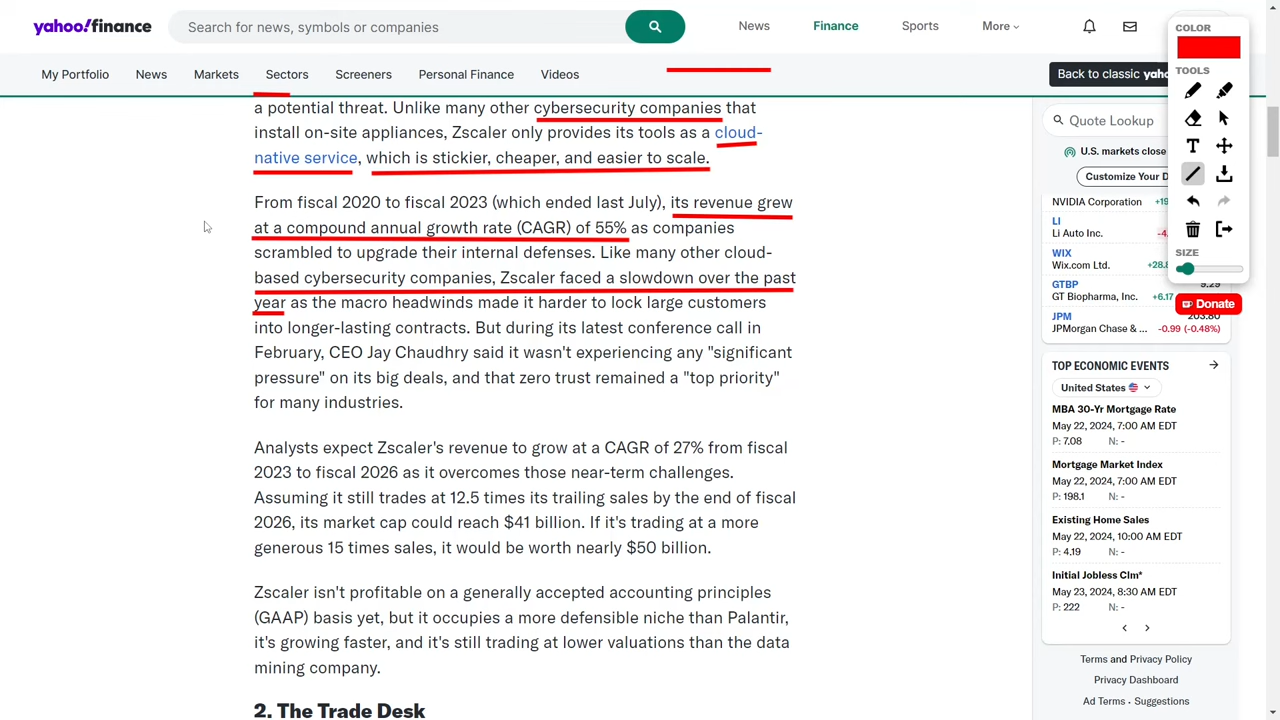 yahoo!finance
Search for news, symbols or companies
News
Finance
Sports
More
My Portfolio
News
Markets
Sectors
Screeners
Personal Finance
Videos
Back to classic
a potential threat. Unlike many other cybersecurity companies that
install on-site appliances, Zscaler only provides its tools as a cloud-
native service, which is stickier, cheaper, and easier to scale.
From fiscal 2020 to fiscal 2023 (which ended last July), its revenue grew
at a compound annual growth rate (CAGR) of 55% as companies
scrambled to upgrade their internal defenses. Like many other cloud-
based cybersecurity companies, Zscaler faced a slowdown over the past
year as the macro headwinds made it harder to lock large customers
into longer-lasting contracts. But during its latest conference call in
February, CEO Jay Chaudhry said it wasn't experiencing any "significant
pressure" on its big deals, and that zero trust remained a "top priority"
for many industries.
Analysts expect Zscaler's revenue to grow at a CAGR of 27% from fiscal
2023 to fiscal 2026 as it overcomes those near-term challenges.
Assuming it still trades at 12.5 times its trailing sales by the end of fiscal
2026, its market cap could reach $41 billion. If it's trading at a more
generous 15 times sales, it would be worth nearly $50 billion.
Zscaler isn't profitable on a generally accepted accounting principles
(GAAP) basis yet, but it occupies a more defensible niche than Palantir,
it's growing faster, and it's still trading at lower valuations than the data
mining company.
2. The Trade Desk
Quote Lookup
U.S. markets close
Customize Your D
NVIDIA Corporation
LI
Li Auto Inc.
WIX
Wix.com Ltd.
GTBP 9.29
GT Biopharma, Inc.
JPM 203.80
JPMorgan Chase & ... -0.99 (-0.48%)
TOP ECONOMIC EVENTS
United States
MBA 30-Yr Mortgage Rate
May 22, 2024, 7:00 AM EDT
P: 7.08 N: -
Mortgage Market Index
May 22, 2024, 7:00 AM EDT
P: 198.1 N: -
Existing Home Sales
May 22, 2024, 10:00 AM EDT
P: 4.19 N: -
Initial Jobless Clm*
May 23, 2024, 8:30 AM EDT
P: 222 N: -
Terms and Privacy Policy
Privacy Dashboard
Ad Terms • Suggestions
COLOR
TOOLS
T
SIZE
Donate